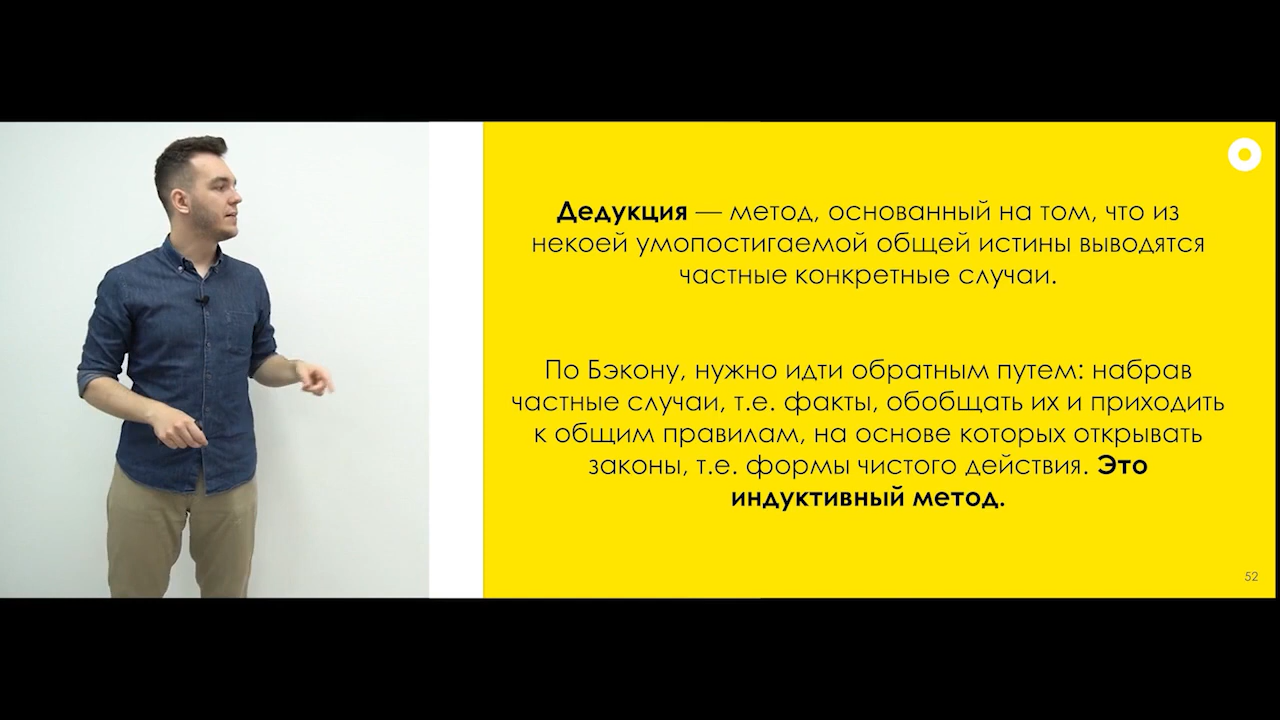 Дедукция — метод, основанный на том, что из
некоей умопостигаемой общей истины выводятся
частные конкретные случаи.
По Бэкону, нужно идти обратным путем: набрав
частные случаи, т.е. факты, обобщать их и приходить
к общим правилам, на основе которых открывать
законы, т.е. формы чистого действия. Это
индуктивный метод.
52